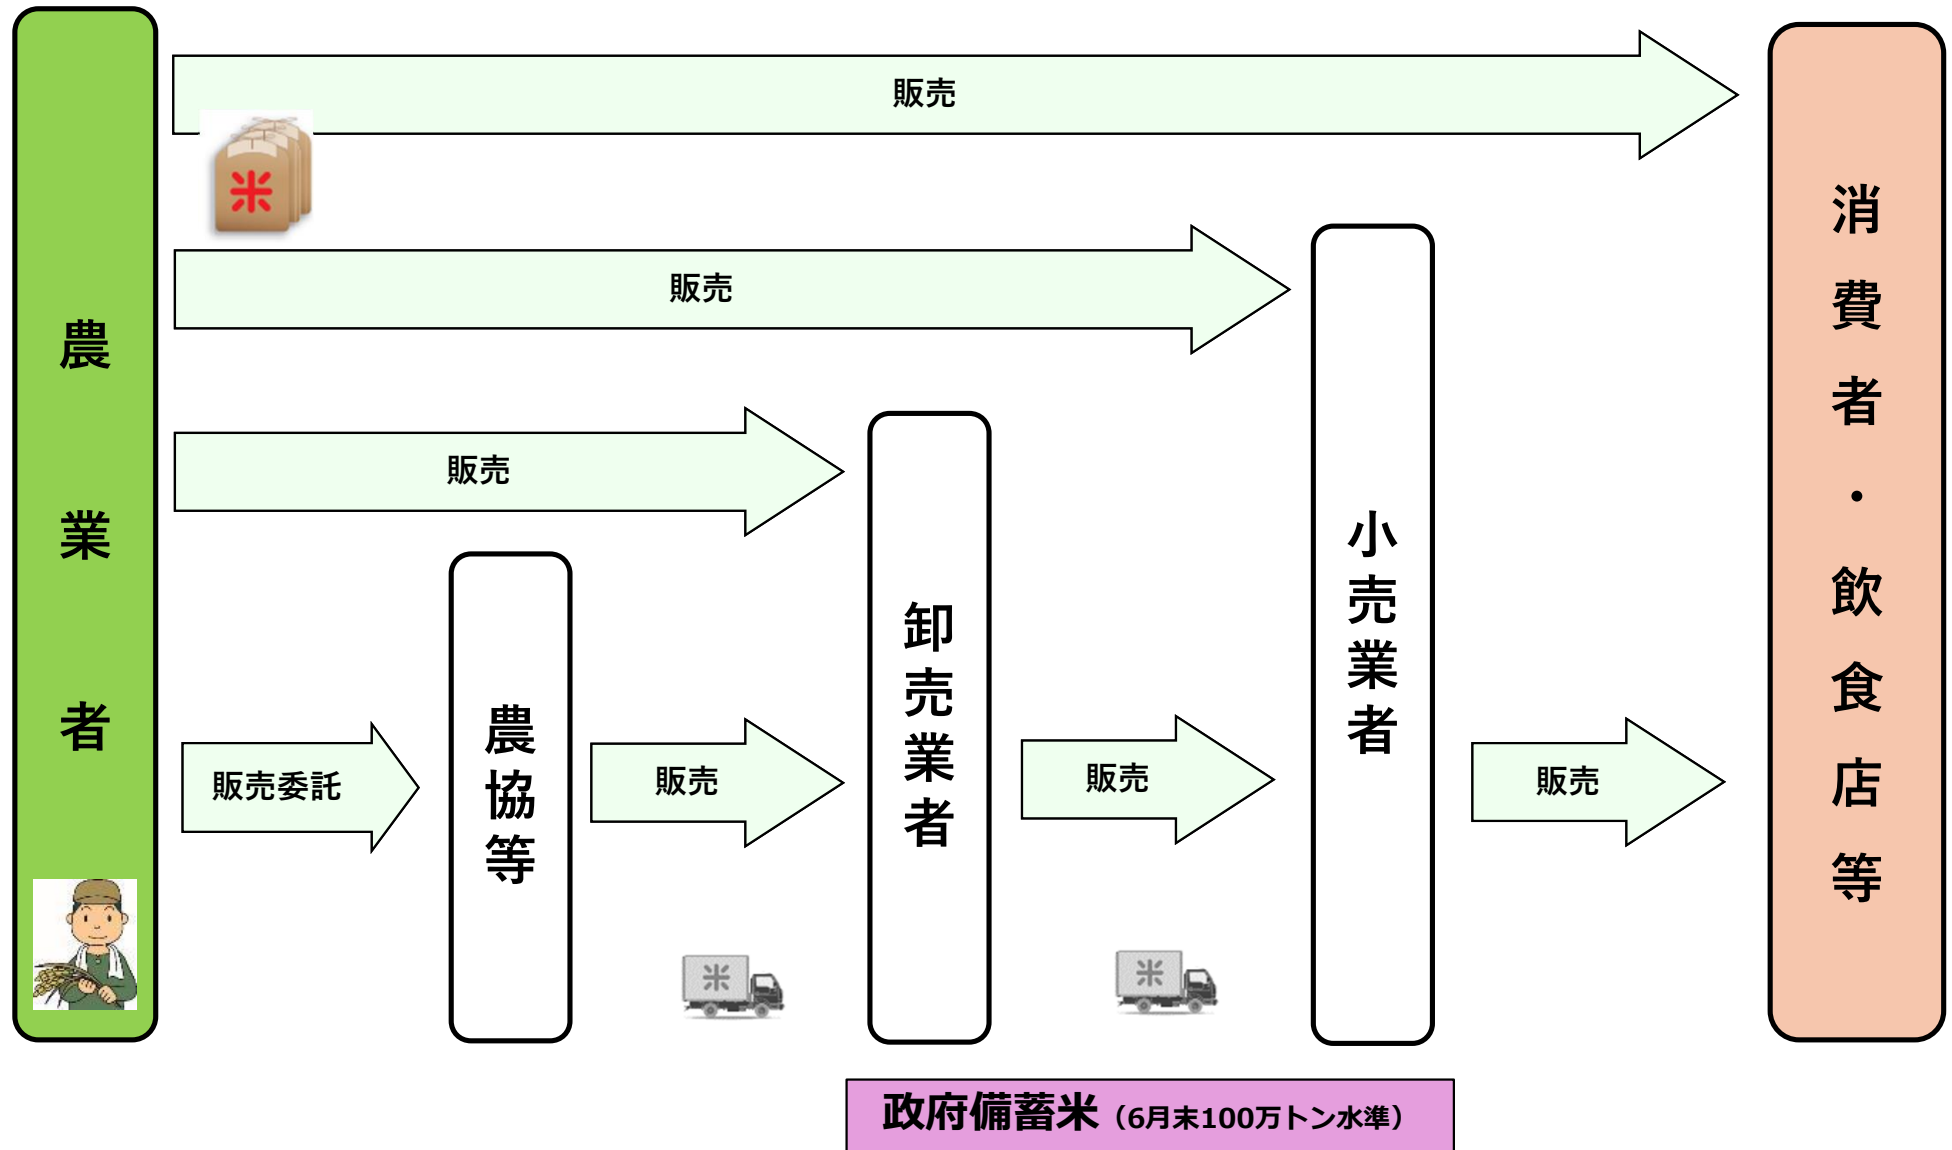 農業者
販売
米
販売
販売
販売委託
農協等
販売
米
卸売業者
販売
米
小売業者
販売
消費者・飲食店等
政府備蓄米（6月末100万トン水準）